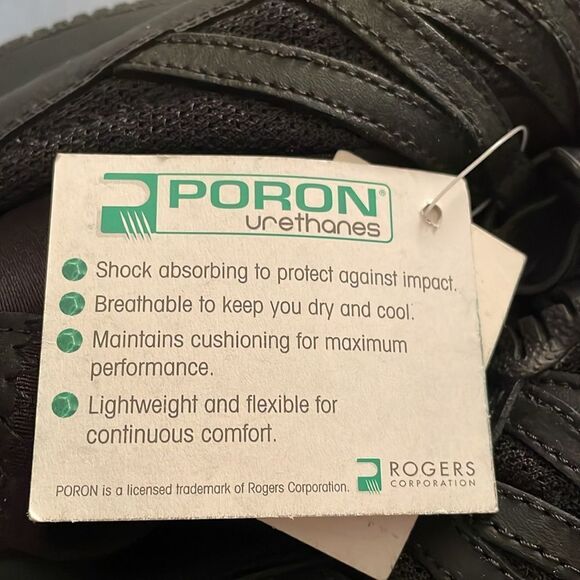 PORON®
urethanes
Shock absorbing to protect against impact.
Breathable to keep you dry and cool.
Maintains cushioning for maximum
performance.
Lightweight and flexible for
continuous comfort.
ROGERS
CORPORATION
PORON is a licensed trademark of Rogers Corporation.